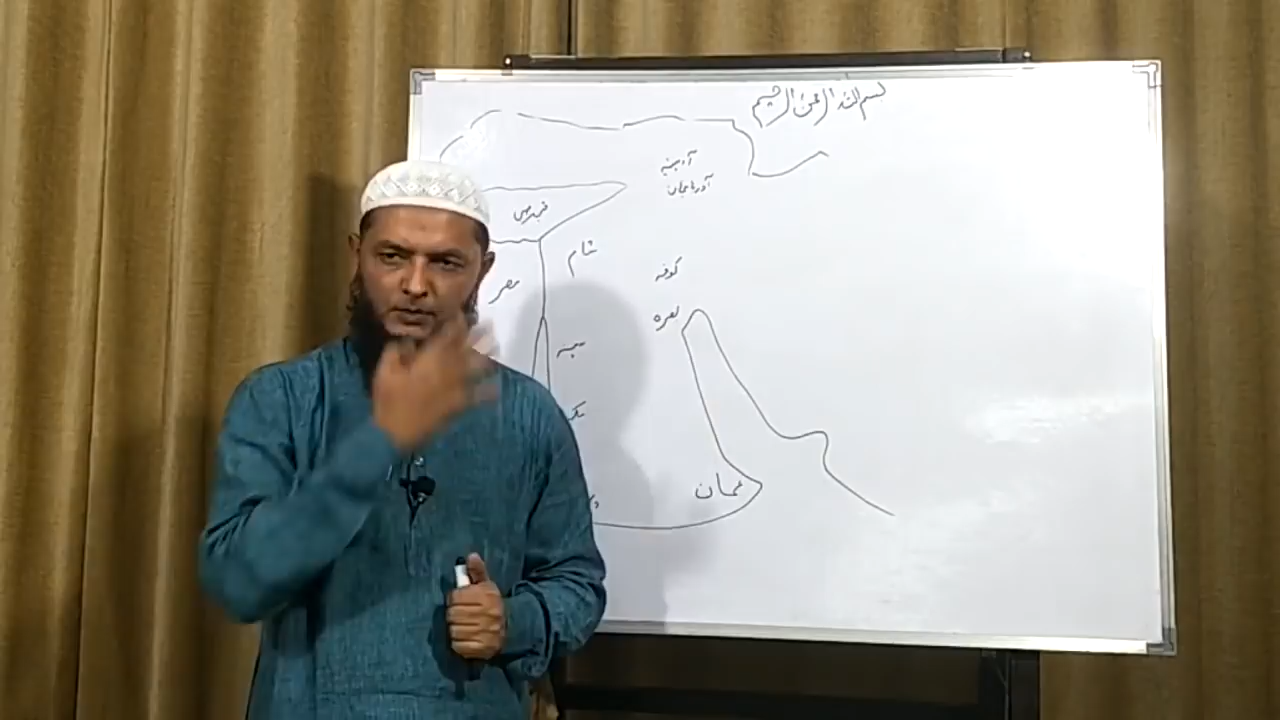 بسم اللہ الرحمن الرحیم
آرمینیہ
آذربائیجان
قبرص
شام
مصر
کوفہ
بصرہ
مدینہ
عمان